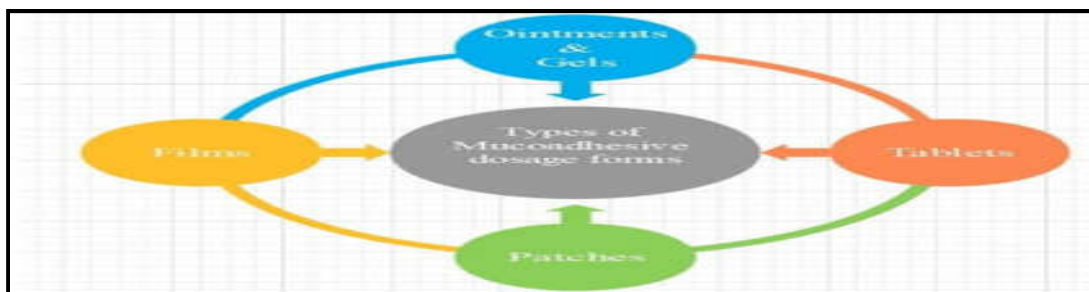 Ointments
&
Gels
Types of
Mucoadhesive
dosage forms
Films
Tablets
Patches